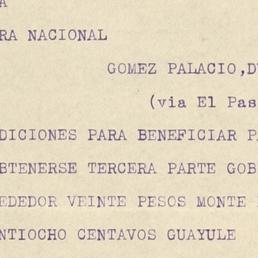 A
RA NACIONAL
GOMEZ PALACIO,D
(via El Pas
DICIONES PARA BENEFICIAR P
BTENERSE TERCERA PARTE GOB
EDEDOR VEINTE PESOS MONTE
NTIOCHO CENTAVOS GUAYULE